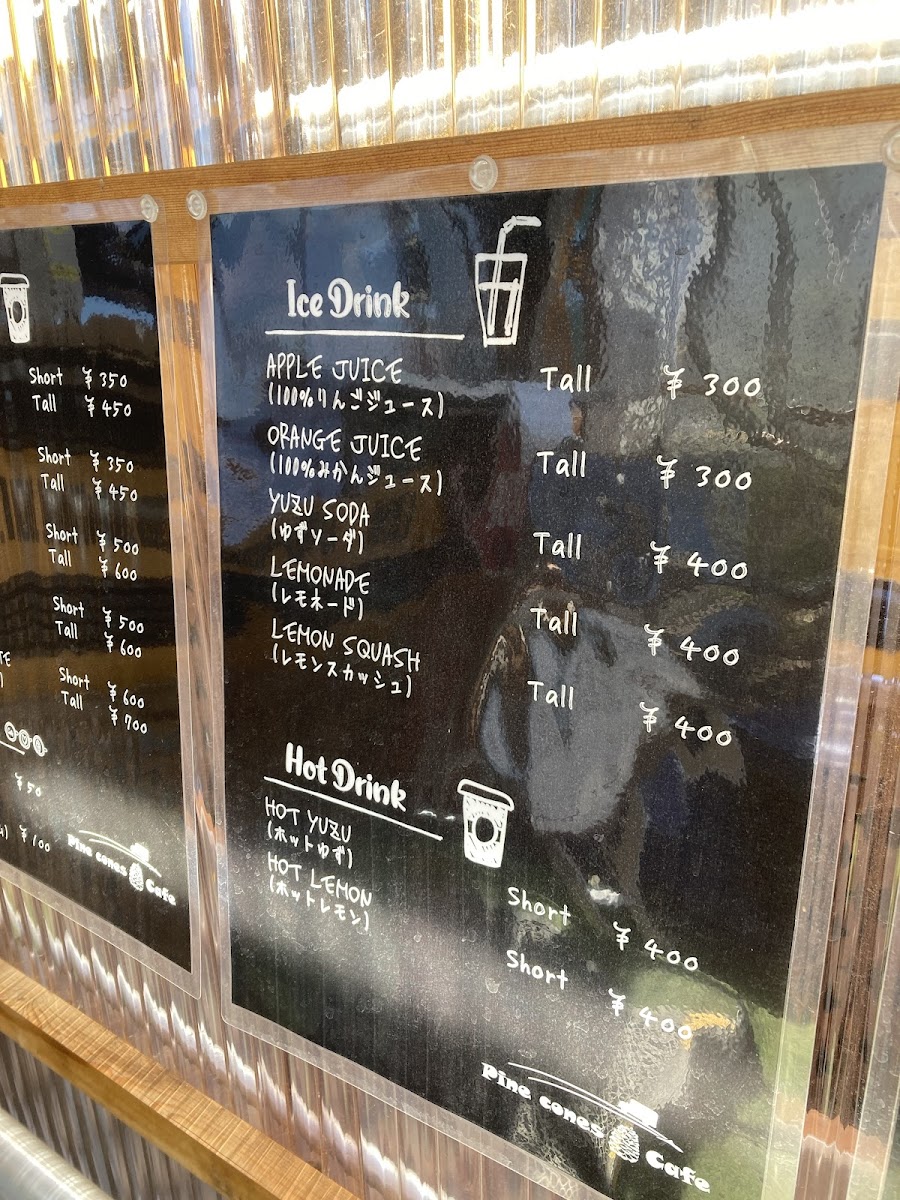 Short ¥350
Tall ¥450
Short ¥350
Tall ¥450
Short ¥500
Tall ¥600
Short ¥500
Tall ¥600
Short ¥600
Tall ¥700
¥50
¥100
Pine cones Cafe
Ice Drink
APPLE JUICE Tall ¥300
(100%りんごジュース)
ORANGE JUICE Tall ¥300
(100%みかんジュース)
YUZU SODA Tall ¥400
(ゆずソーダ)
LEMONADE Tall ¥400
(レモネード)
LEMON SQUASH Tall ¥400
(レモンスカッシュ)
Hot Drink
HOT YUZU Short ¥400
(ホットゆず)
HOT LEMON Short ¥400
(ホットレモン)
Pine cones Cafe